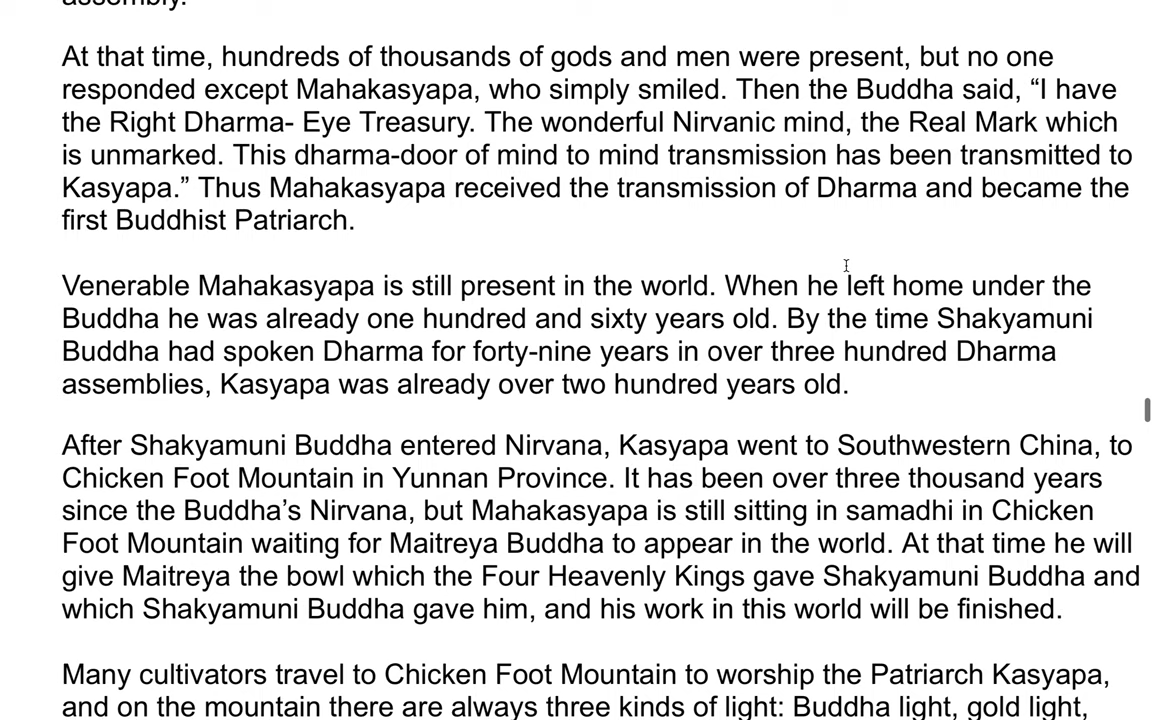 assembly.
At that time, hundreds of thousands of gods and men were present, but no one
responded except Mahakasyapa, who simply smiled. Then the Buddha said, “I have
the Right Dharma- Eye Treasury. The wonderful Nirvanic mind, the Real Mark which
is unmarked. This dharma-door of mind to mind transmission has been transmitted to
Kasyapa.” Thus Mahakasyapa received the transmission of Dharma and became the
first Buddhist Patriarch.
Venerable Mahakasyapa is still present in the world. When he left home under the
Buddha he was already one hundred and sixty years old. By the time Shakyamuni
Buddha had spoken Dharma for forty-nine years in over three hundred Dharma
assemblies, Kasyapa was already over two hundred years old.
After Shakyamuni Buddha entered Nirvana, Kasyapa went to Southwestern China, to
Chicken Foot Mountain in Yunnan Province. It has been over three thousand years
since the Buddha’s Nirvana, but Mahakasyapa is still sitting in samadhi in Chicken
Foot Mountain waiting for Maitreya Buddha to appear in the world. At that time he will
give Maitreya the bowl which the Four Heavenly Kings gave Shakyamuni Buddha and
which Shakyamuni Buddha gave him, and his work in this world will be finished.
Many cultivators travel to Chicken Foot Mountain to worship the Patriarch Kasyapa,
and on the mountain there are always three kinds of light: Buddha light, gold light,